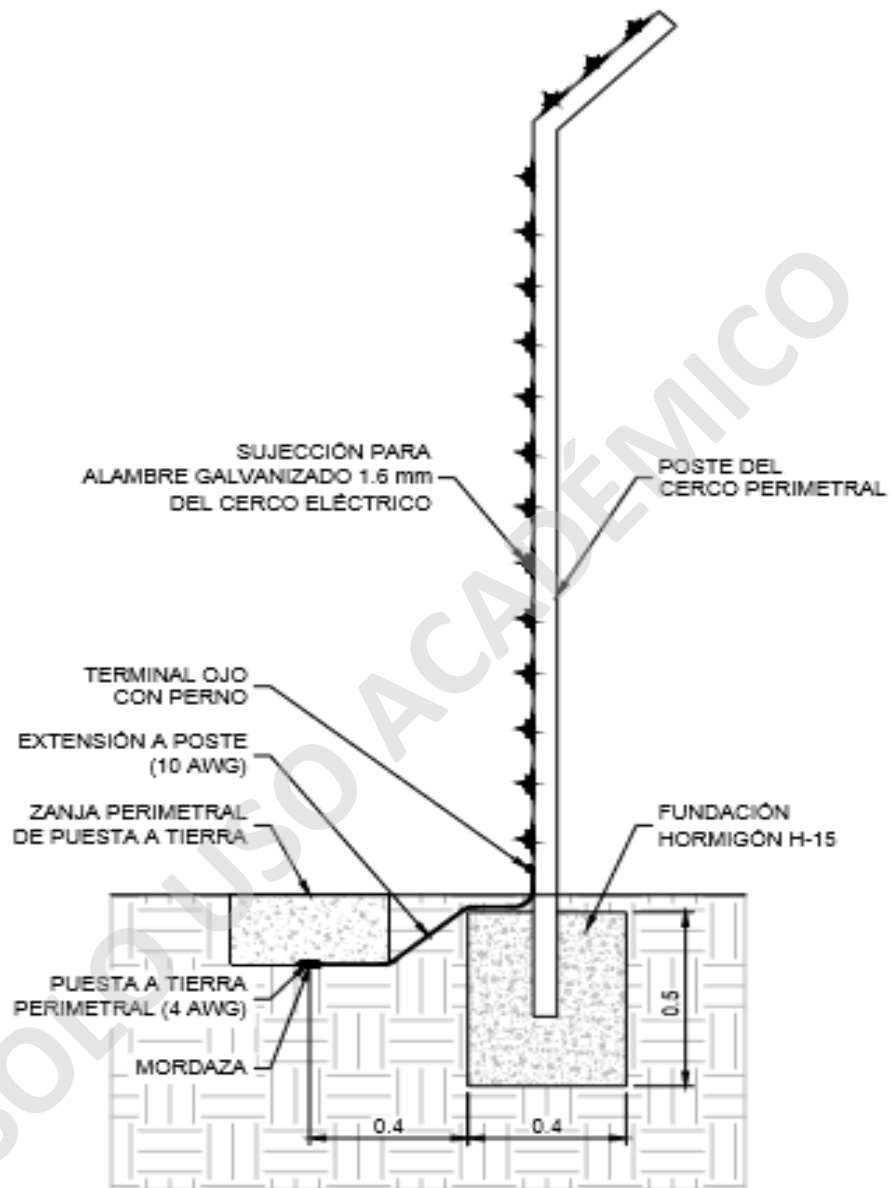 SUJECCIÓN PARA
ALAMBRE GALVANIZADO 1.6 mm
DEL CERCO ELÉCTRICO
POSTE DEL
CERCO PERIMETRAL
TERMINAL OJO
CON PERNO
EXTENSIÓN A POSTE
(10 AWG)
ZANJA PERIMETRAL
DE PUESTA A TIERRA
FUNDACIÓN
HORMIGÓN H-15
PUESTA A TIERRA
PERIMETRAL (4 AWG)
MORDAZA
0.5
0.4
0.4
SOLO USO ACADÉMICO